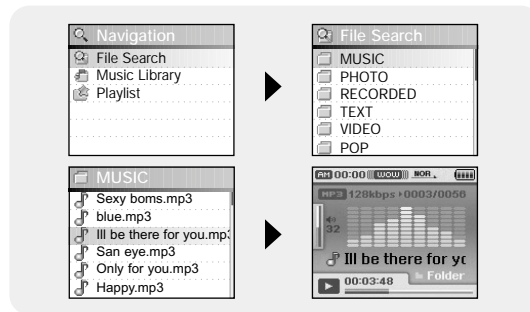 Navigation
File Search
Music Library
Playlist
File Search
MUSIC
PHOTO
RECORDED
TEXT
VIDEO
POP
MUSIC
Sexy boms.mp3
blue.mp3
Ill be there for you.mp3
San eye.mp3
Only for you.mp3
Happy.mp3
AM 00:00 WOW NOR
MP3 128kbps 0003/0056
32
Ill be there for yo
Folder
00:03:48